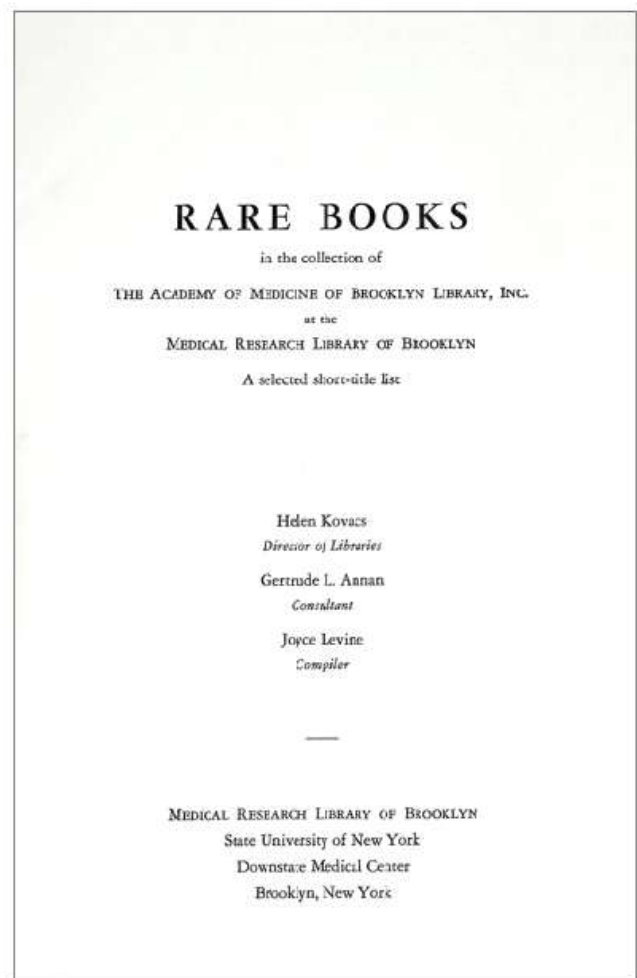 RARE BOOKS
in the collection of
THE ACADEMY OF MEDICINE OF BROOKLYN LIBRARY, INC.
at the
MEDICAL RESEARCH LIBRARY OF BROOKLYN
A selected short-title list
Helen Kovacs
Director of Libraries
Gertrude L. Annan
Consultant
Joyce Levine
Compiler
MEDICAL RESEARCH LIBRARY OF BROOKLYN
State University of New York
Downstate Medical Center
Brooklyn, New York